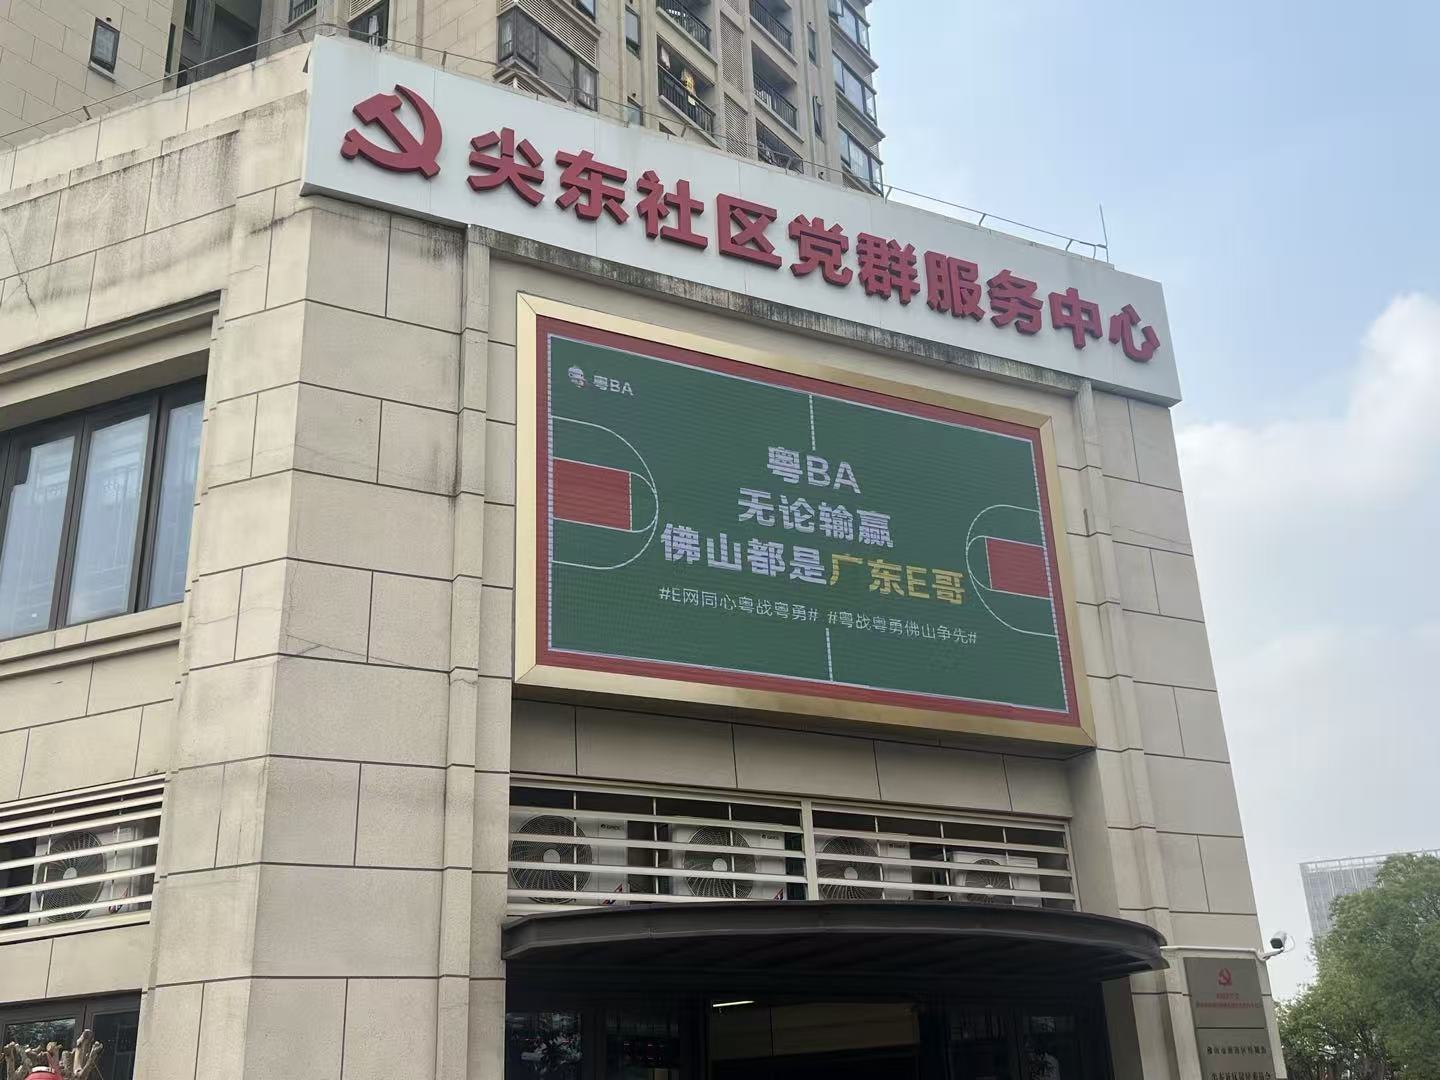 尖东社区党群服务中心
粤BA
粤BA
无论输赢
佛山都是广东E哥
#E网同心粤战粤勇# #粤战粤勇佛山争先#